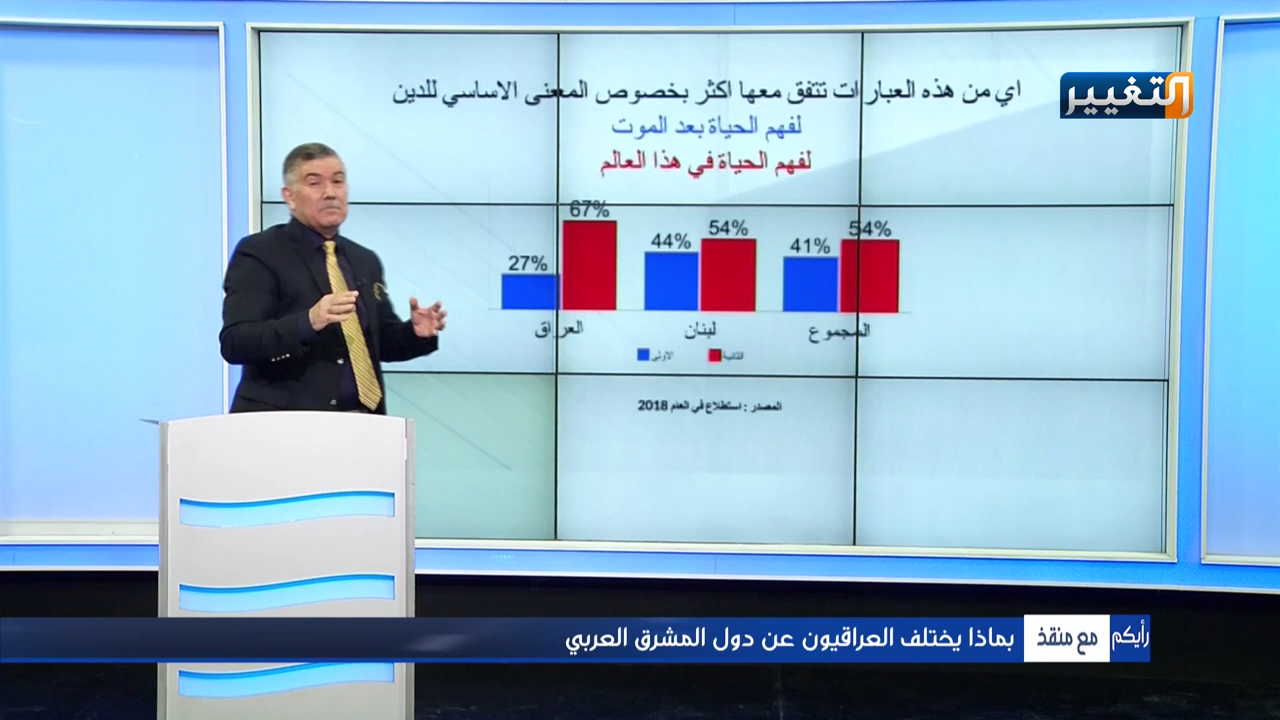 التغيير
اي من هذه العبارات تتفق معها اكثر بخصوص المعنى الاساسي للدين
لفهم الحياة بعد الموت
لفهم الحياة في هذا العالم
27% 67% 44% 54% 41% 54%
العراق لبنان المجموع
الاولى الثانية
المصدر : استطلاع في العام 2018
رأيكم مع منقذ بماذا يختلف العراقيون عن دول المشرق العربي